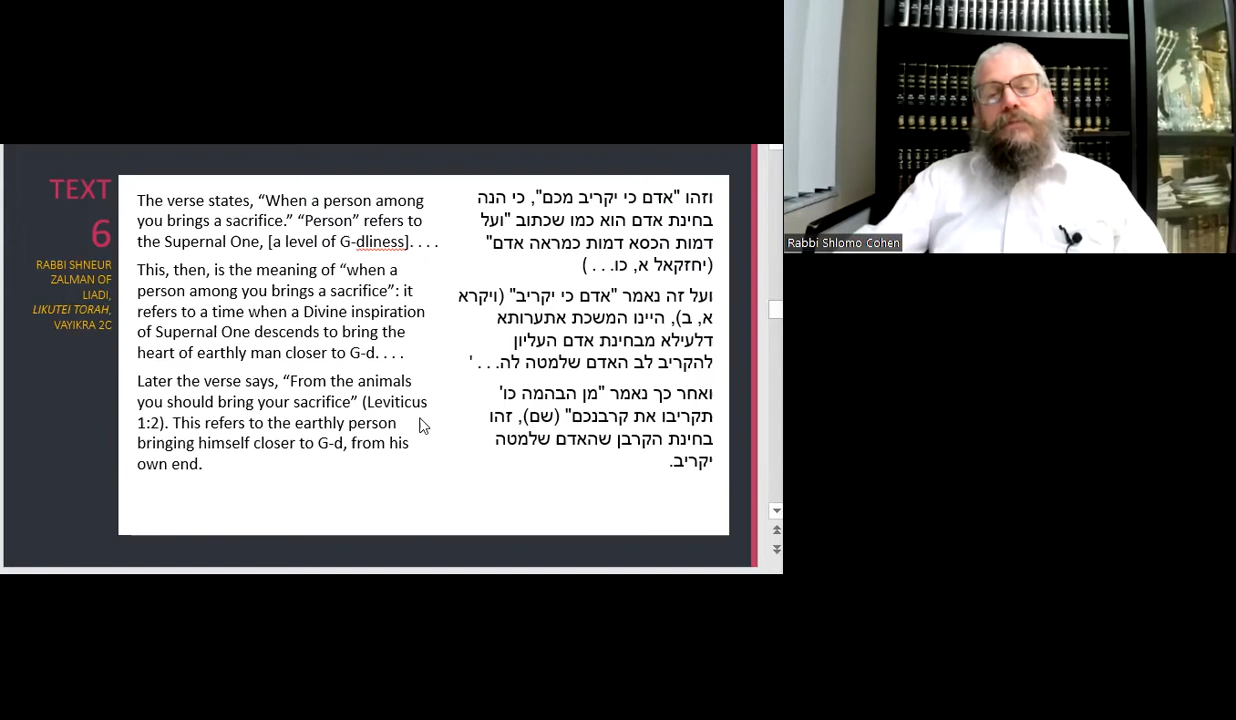 TEXT
6
RABBI SHNEUR
ZALMAN OF
LIADI,
LIKUTEI TORAH,
VAYIKRA 2C
The verse states, “When a person among
you brings a sacrifice.” “Person” refers to
the Supernal One, [a level of G-dliness]. . . .
This, then, is the meaning of “when a
person among you brings a sacrifice”: it
refers to a time when a Divine inspiration
of Supernal One descends to bring the
heart of earthly man closer to G-d. . . .
Later the verse says, “From the animals
you should bring your sacrifice” (Leviticus
1:2). This refers to the earthly person
bringing himself closer to G-d, from his
own end.
וזהו "אדם כי יקריב מכם", כי הנה
בחינת אדם הוא כמו שכתוב "ועל
דמות הכסא דמות כמראה אדם"
(יחזקאל א, כו. . . )
ועל זה נאמר "אדם כי יקריב" (ויקרא
א, ב), היינו המשכת אתערותא
דלעילא מבחינת אדם העליון
להקריב לב האדם שלמטה לה. . . '
ואחר כך נאמר "מן הבהמה כו'
תקריבו את קרבנכם" (שם), זהו
בחינת הקרבן שהאדם שלמטה
יקריב.
Rabbi Shlomo Cohen